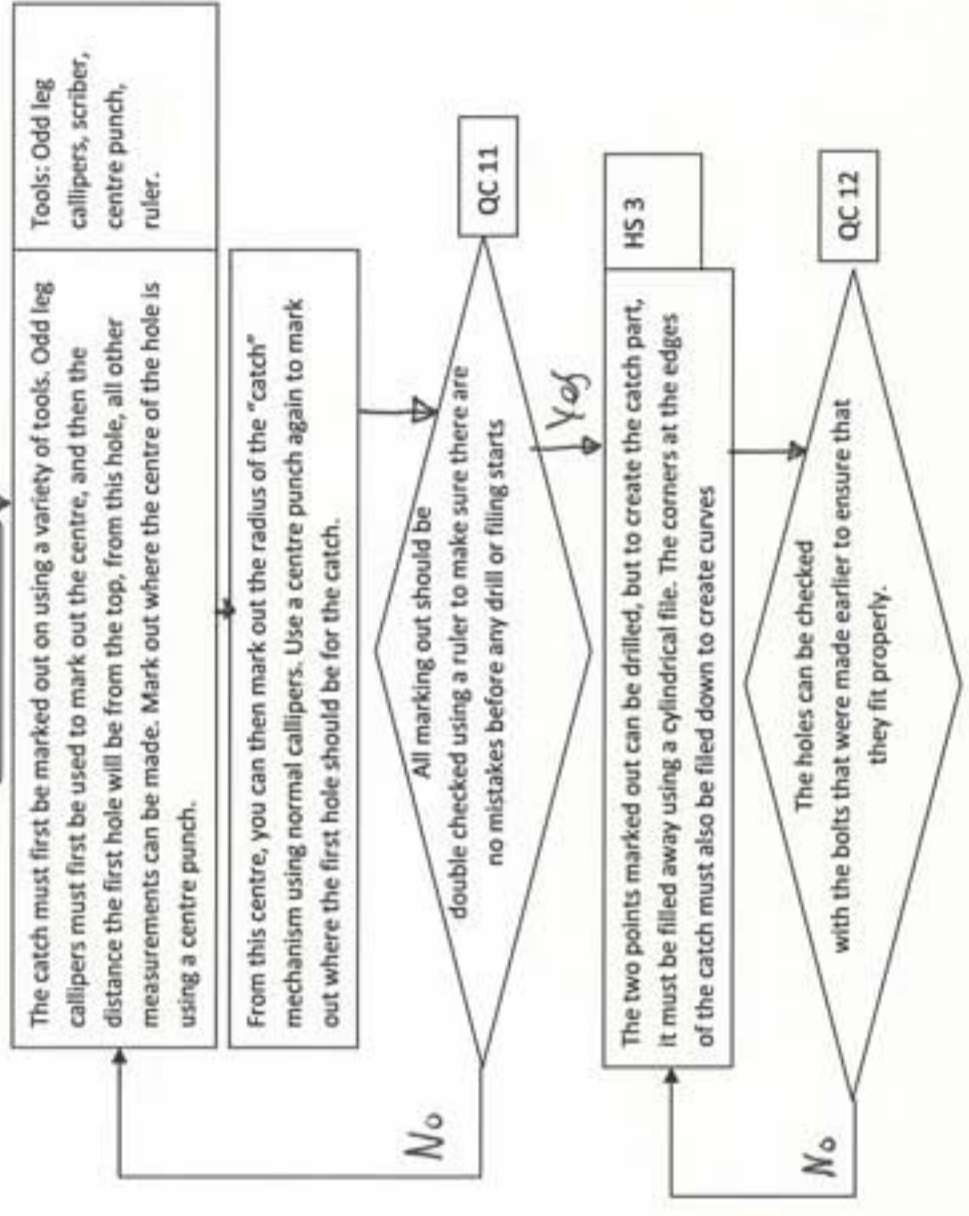 The catch must first be marked out on using a variety of tools. Odd leg
callipers must first be used to mark out the centre, and then the
distance the first hole will be from the top, from this hole, all other
measurements can be made. Mark out where the centre of the hole is
using a centre punch.
Tools: Odd leg
callipers, scriber,
centre punch,
ruler.
From this centre, you can then mark out the radius of the "catch"
mechanism using normal callipers. Use a centre punch again to mark
out where the first hole should be for the catch.
All marking out should be
double checked using a ruler to make sure there are
no mistakes before any drill or filing starts
QC 11
No
Yes
The two points marked out can be drilled, but to create the catch part,
it must be filled away using a cylindrical file. The corners at the edges
of the catch must also be filed down to create curves
HS 3
The holes can be checked
with the bolts that were made earlier to ensure that
they fit properly.
QC 12
No